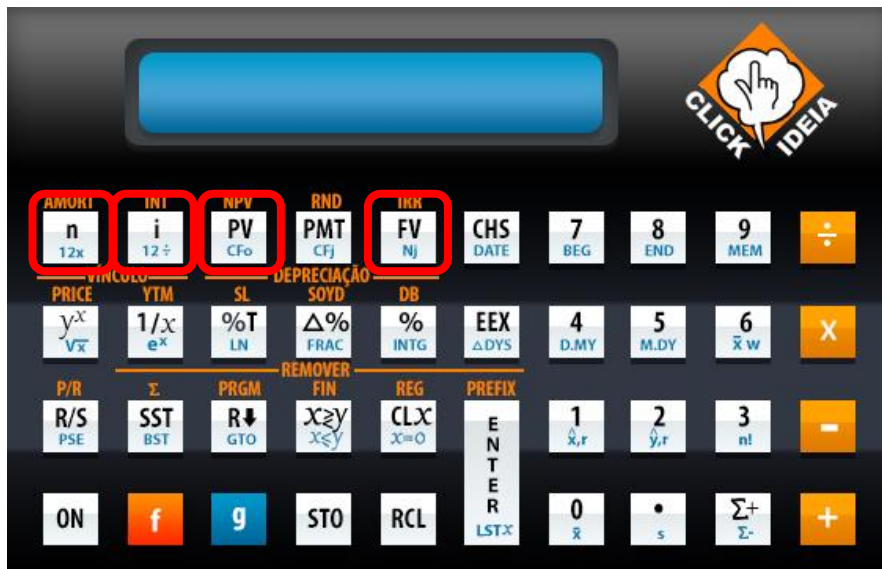 CLICK IDEIA
AMORT INT NPV RND IRR
n i PV PMT FV CHS 7 8 9 ÷
12x 12÷ CFo CFj Nj DATE BEG END MEM
VÍNCULO DEPRECIAÇÃO
PRICE YTM SL SOYD DB
yˣ 1/x %T Δ% % EEX 4 5 6 X
√x eˣ LN FRAC INTG ΔDYS D.MY M.DY x̄ w
REMOVER
P/R Σ PRGM FIN REG PREFIX
R/S SST R⬇ x≷y CLX ENTER 1 2 3 -
PSE BST GTO x≤y x=0 x̂,r ŷ,r n!
ON f g STO RCL 0 • Σ+ +
LSTX x̄ s Σ-